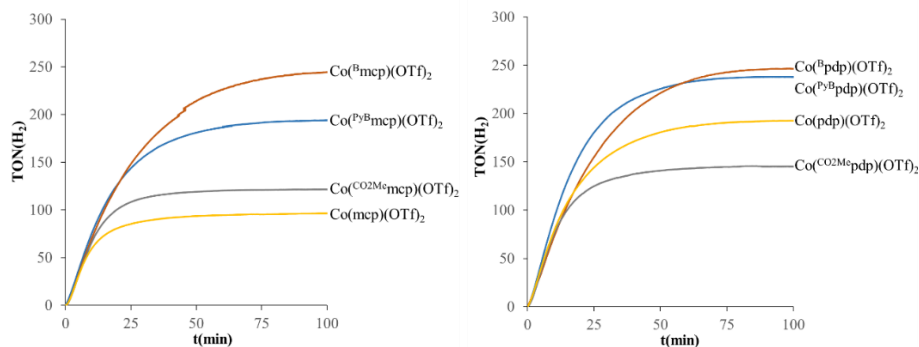 300
250
200
150
100
50
0
TON(H₂)
0 25 50 75 100
t(min)
Co(ᴮmcp)(OTf)₂
Co(ᴾʸᴮmcp)(OTf)₂
Co(ᶜᴼ²ᴹᵉmcp)(OTf)₂
Co(mcp)(OTf)₂
300
250
200
150
100
50
0
TON(H₂)
0 25 50 75 100
t(min)
Co(ᴮpdp)(OTf)₂
Co(ᴾʸᴮpdp)(OTf)₂
Co(pdp)(OTf)₂
Co(ᶜᴼ²ᴹᵉpdp)(OTf)₂